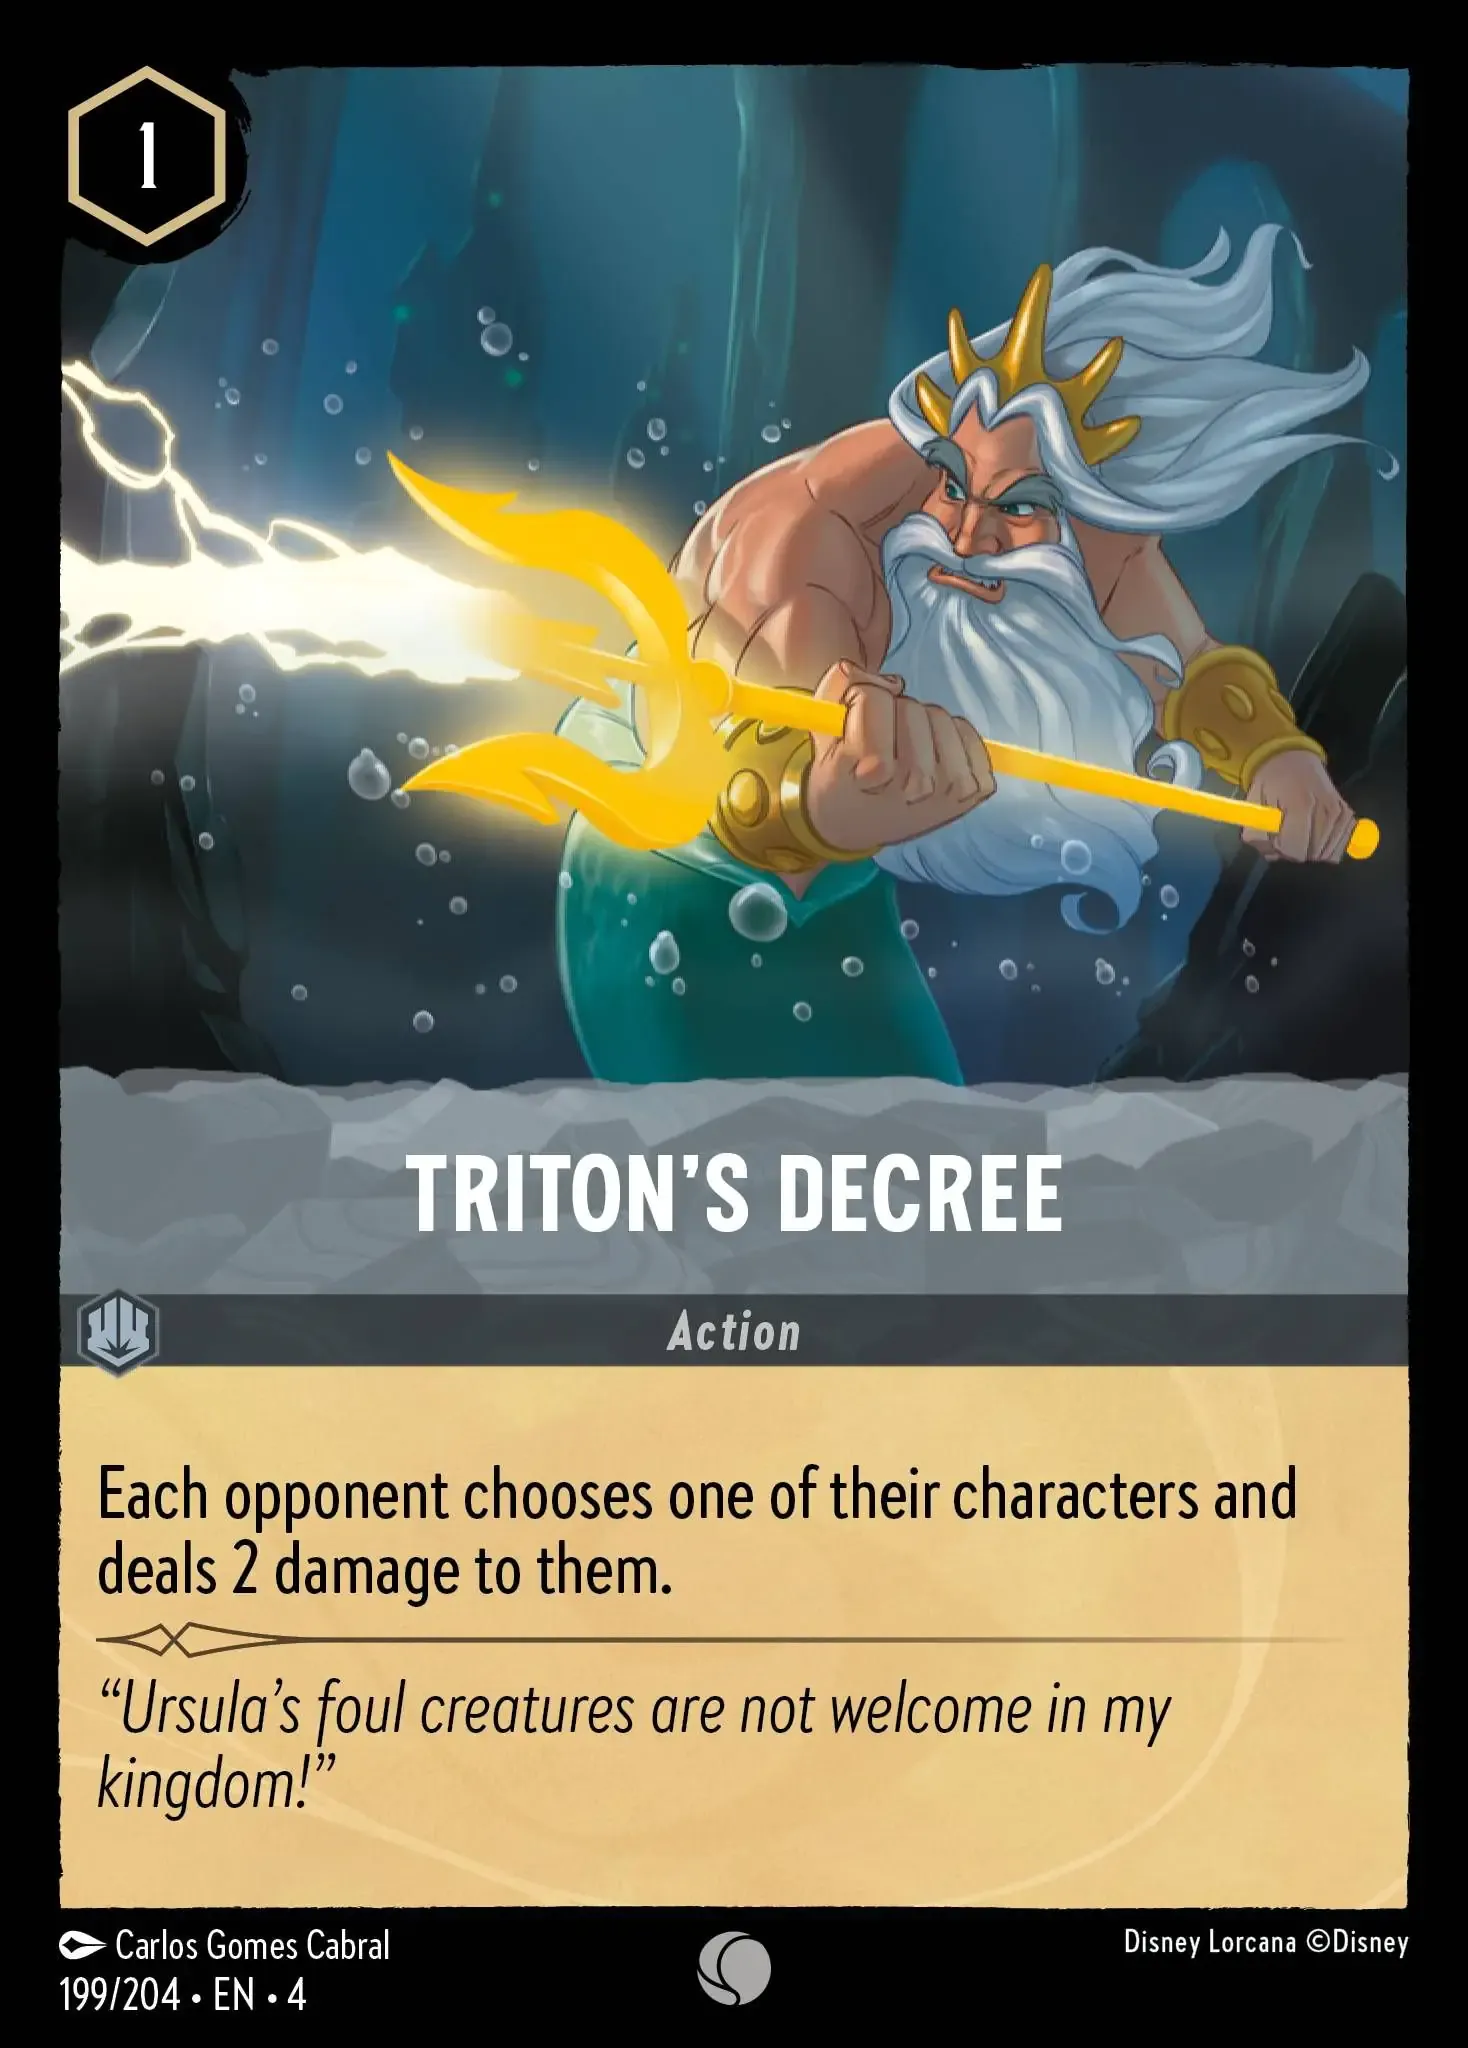 1
TRITON’S DECREE
Action
Each opponent chooses one of their characters and
deals 2 damage to them.
“Ursula’s foul creatures are not welcome in my
kingdom!”
Carlos Gomes Cabral
Disney Lorcana ©Disney
199/204 • EN • 4